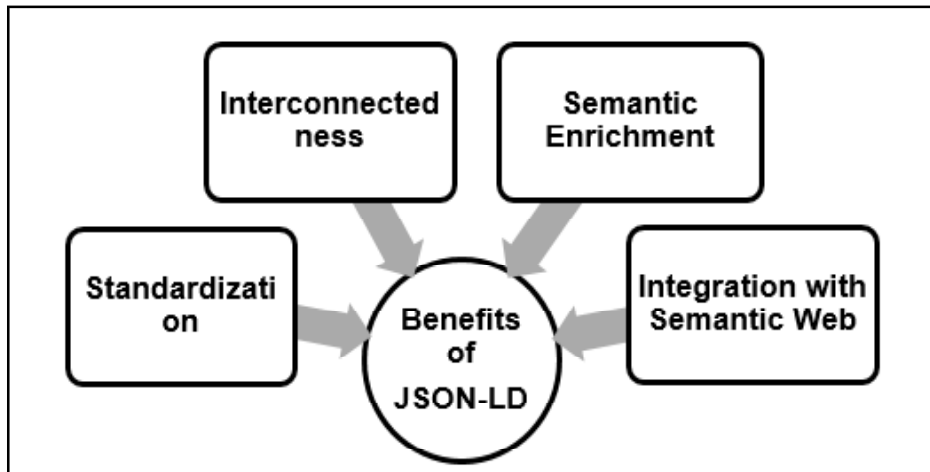 Interconnected
ness
Semantic
Enrichment
Standardizati
on
Benefits
of
JSON-LD
Integration with
Semantic Web